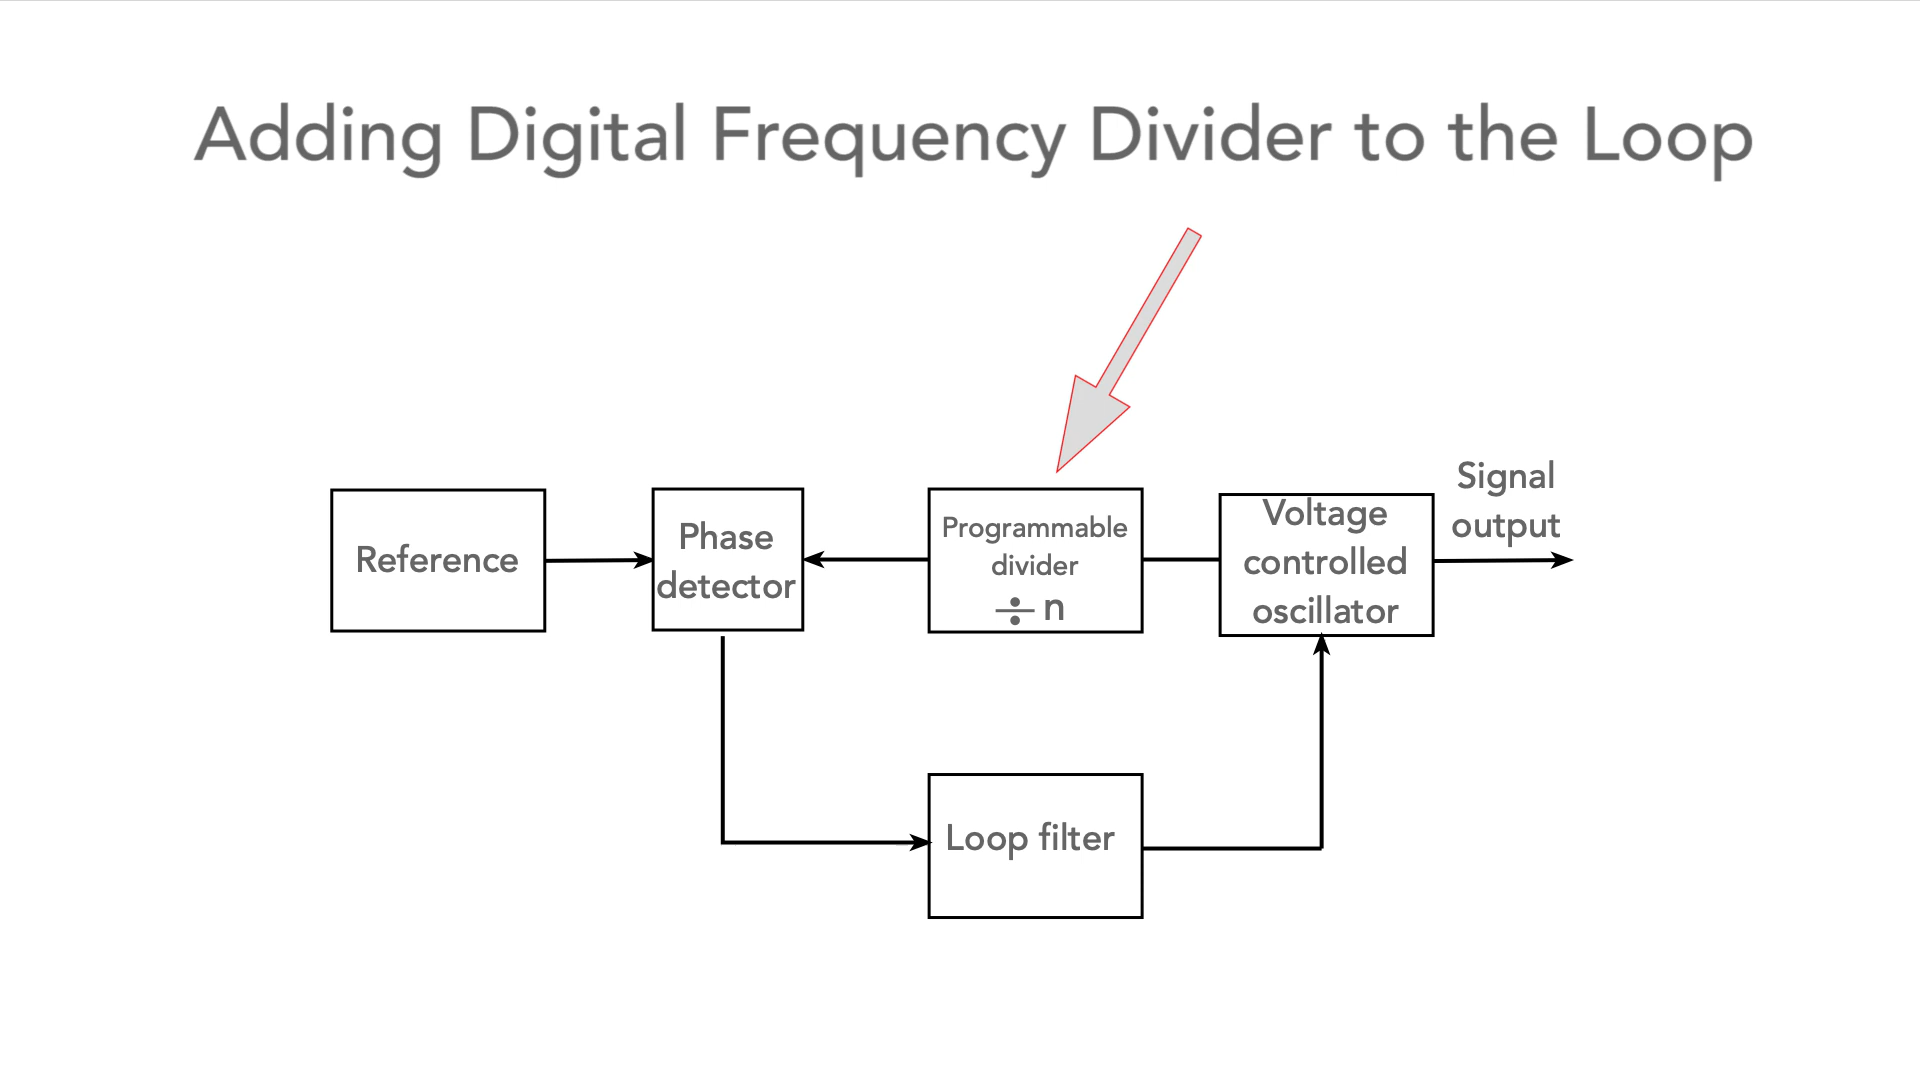 Adding Digital Frequency Divider to the Loop
Signal
output
Reference
Phase
detector
Programmable
divider
÷ n
Voltage
controlled
oscillator
Loop filter